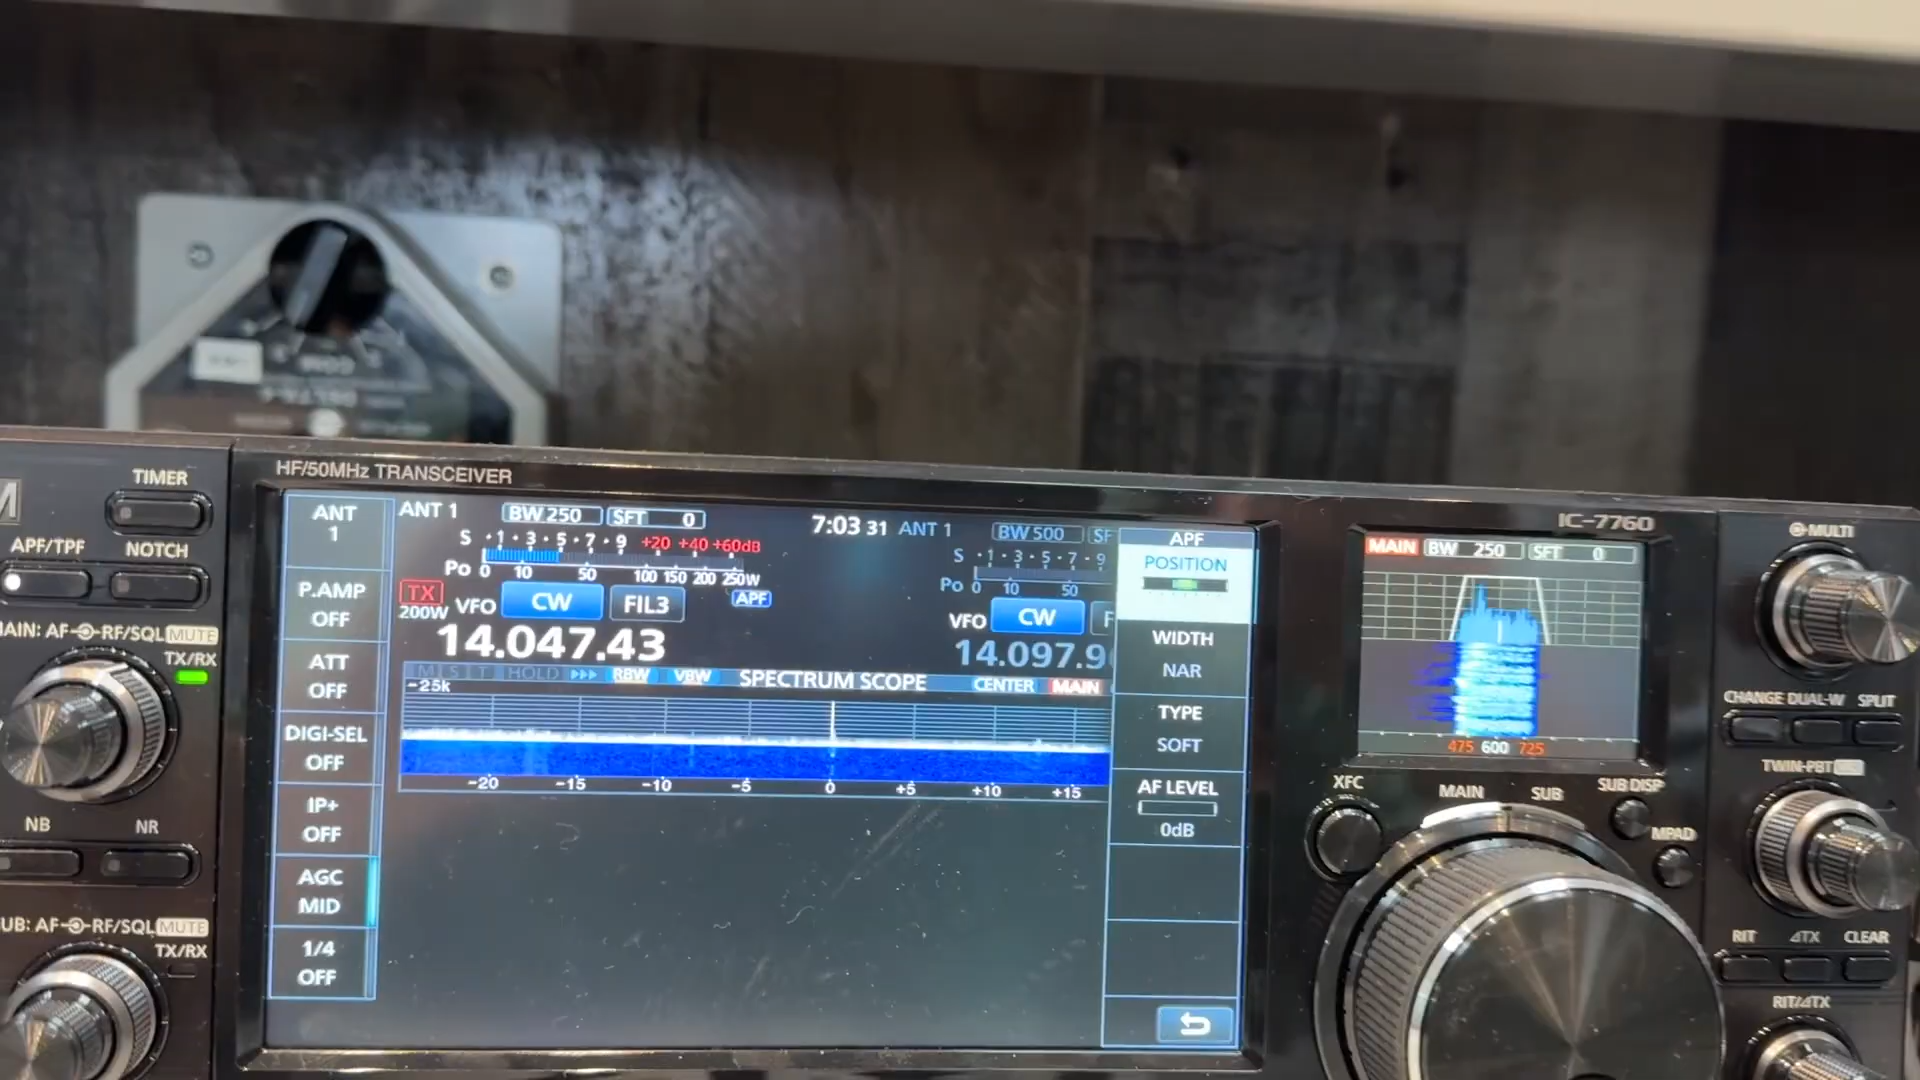 HF/50MHz TRANSCEIVER
IC-7760
TIMER
APF/TPF NOTCH
AIN: AF RF/SQL MUTE
TX/RX
NB NR
UB: AF RF/SQL MUTE
TX/RX
ANT
1
P.AMP
OFF
ATT
OFF
DIGI-SEL
OFF
IP+
OFF
AGC
MID
1/4
OFF
ANT 1 BW 250 SFT 0
7:03 31
S 1 3 5 7 9 +20 +40 +60dB
Po 0 10 50 100 150 200 250W
TX
200W VFO CW FIL3 APF
14.047.43
ANT 1 BW 500 SF
S 1 3 5 7 9
Po 0 10 50
VFO CW F
14.097.9
HOLD RBW VBW SPECTRUM SCOPE CENTER MAIN
-25k
-20 -15 -10 -5 0 +5 +10 +15
APF
POSITION
WIDTH
NAR
TYPE
SOFT
AF LEVEL
0dB
MAIN BW 250 SFT 0
475 600 725
XFC MAIN SUB SUB DISP
MPAD
MULTI
CHANGE DUAL-W SPLIT
TWIN-PBT
RIT ⊿TX CLEAR
RIT/⊿TX